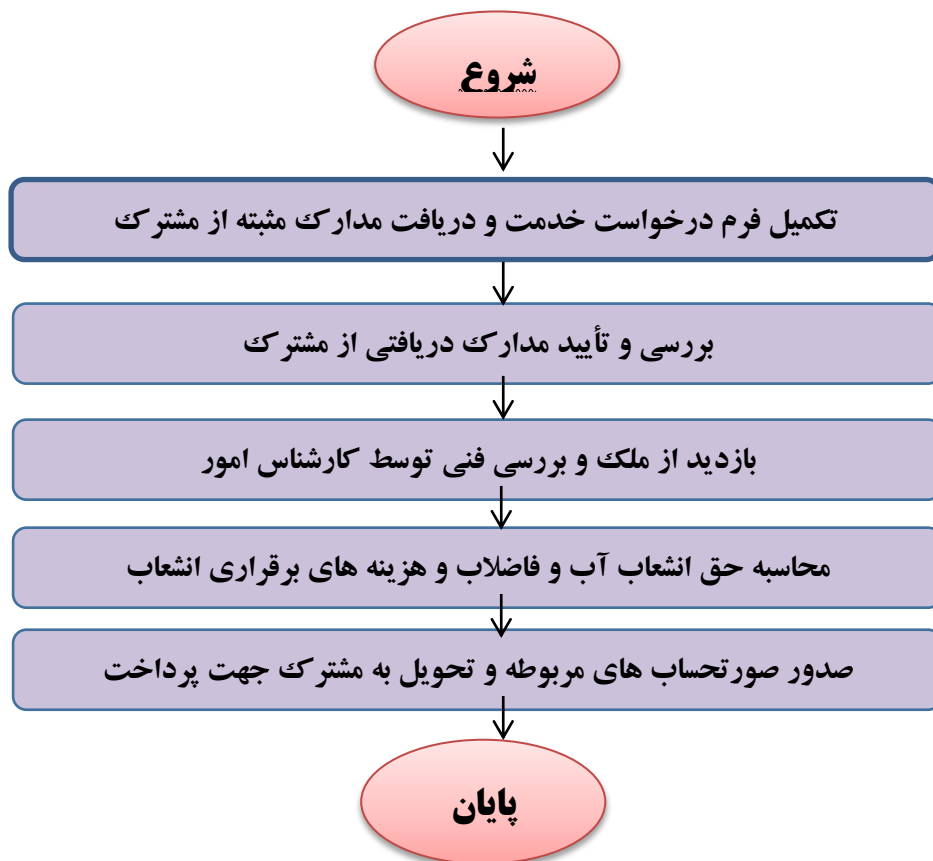 شروع
تکمیل فرم درخواست خدمت و دریافت مدارک مثبته از مشترک
بررسی و تأیید مدارک دریافتی از مشترک
بازدید از ملک و بررسی فنی توسط کارشناس امور
محاسبه حق انشعاب آب و فاضلاب و هزینه های برقراری انشعاب
صدور صورتحساب های مربوطه و تحویل به مشترک جهت پرداخت
پایان